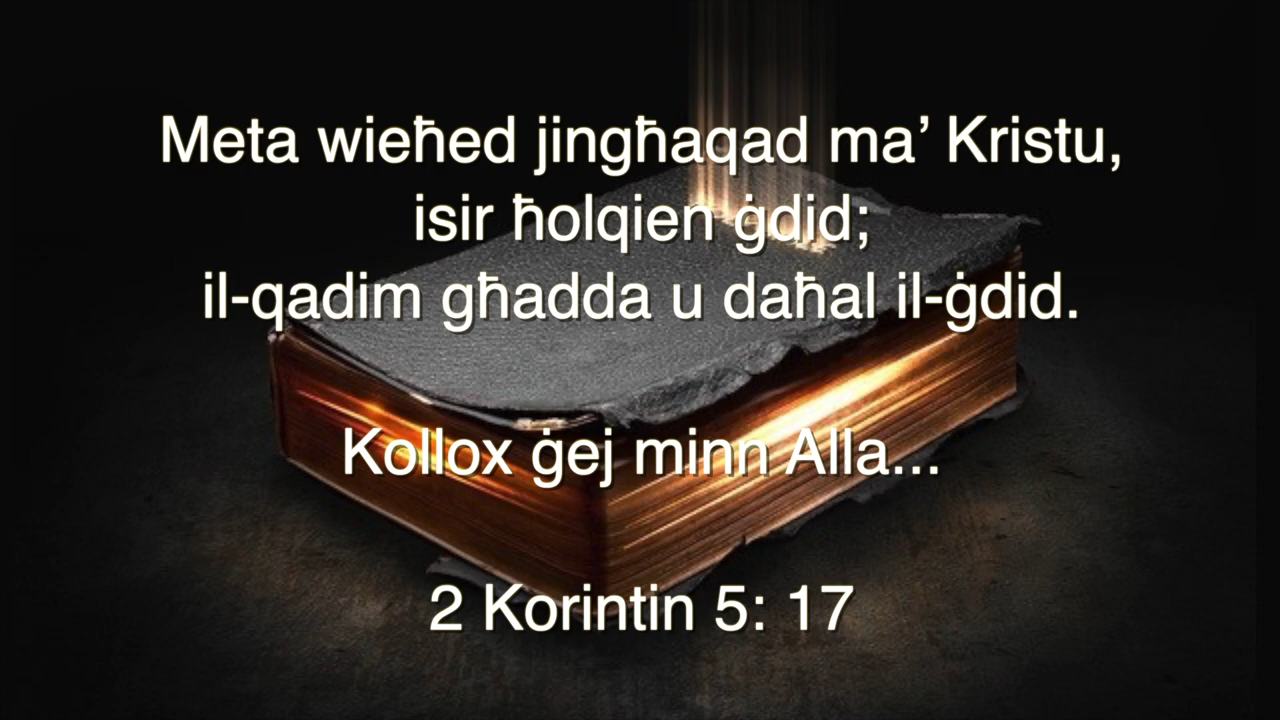 Meta wieħed jingħaqad ma’ Kristu,
isir ħolqien ġdid;
il-qadim għadda u daħal il-ġdid.
Kollox ġej minn Alla...
2 Korintin 5: 17